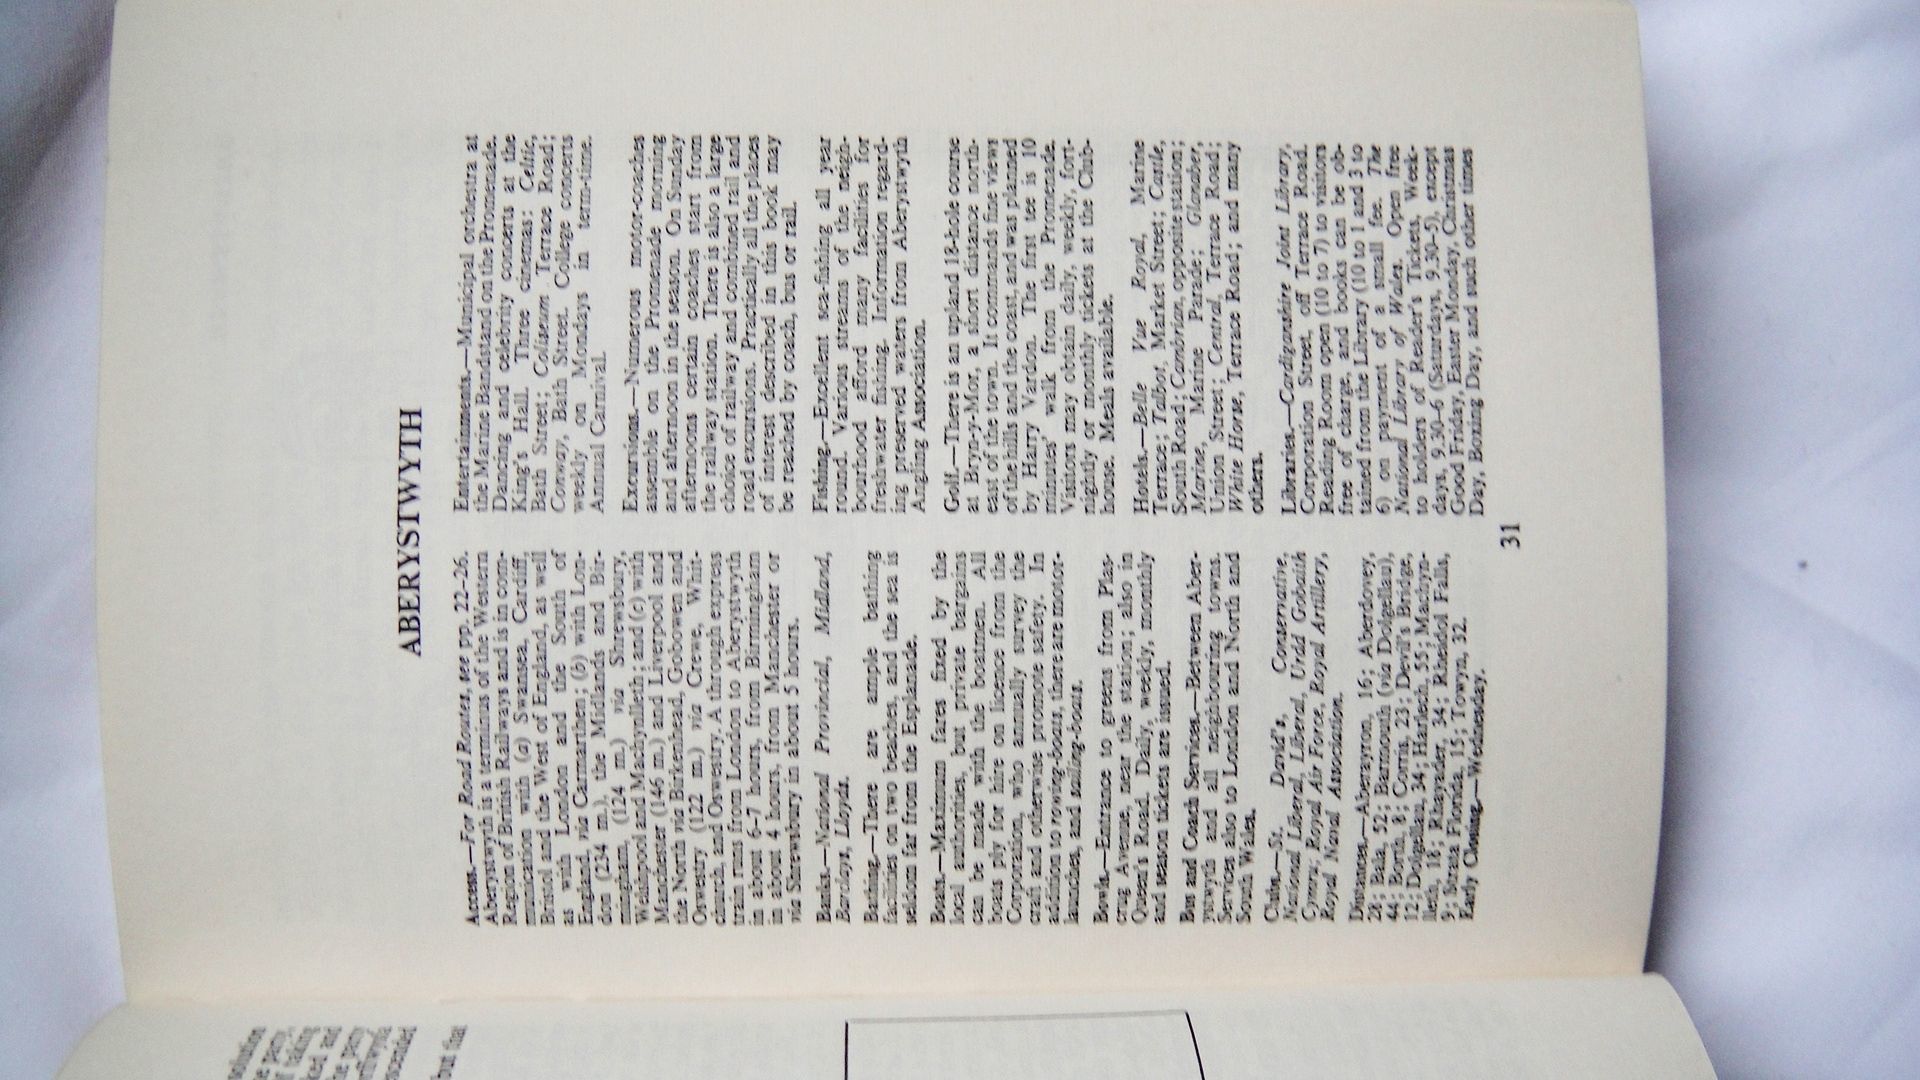 ABERYSTWYTH
Access.—For Road Routes, see pp. 22-26.
Aberystwyth is a terminus of the Western
Region of British Railways and is in com-
munication with (a) Swansea, Cardiff,
Bristol and the West of England, as well
as with London and the South of
England, via Carmarthen; (b) with Lon-
don (234 m.), the Midlands and Bir-
mingham, (124 m.) via Shrewsbury,
Welshpool and Machynlleth; and (c) with
Manchester (146 m.) and Liverpool and
the North via Birkenhead, Gobowen and
Oswestry (122 m.) via Crewe, Whit-
church, and Oswestry. A through express
train runs from London to Aberystwyth
in about 6-7 hours, from Birmingham
in about 4 hours, from Manchester or
via Shrewsbury in about 5 hours.
Banks.—National Provincial, Midland,
Barclays, Lloyds.
Bathing.—There are ample bathing
facilities on two beaches, and the sea is
seldom far from the Esplanade.
Boats.—Maximum fares fixed by the
local authorities, but private bargains
can be made with the boatmen. All
boats ply for hire on licence from the
Corporation, who annually survey the
craft and otherwise promote safety. In
addition to rowing-boats, there are motor-
launches, and sailing-boats.
Bowls.—Entrance to greens from Plas-
crug Avenue, near the station; also in
Queen's Road. Daily, weekly, monthly
and season tickets are issued.
Bus and Coach Services.—Between Aber-
ystwyth and all neighbouring towns.
Services also to London and North and
South Wales.
Clubs.—St. David's, Conservative,
National Liberal, Liberal, Urdd Gobaith
Cymru; Royal Air Force, Royal Artillery,
Royal Naval Association.
Distances.—Aberayron, 16; Aberdovey,
28; Bala, 52; Barmouth (via Dolgellau),
44; Borth, 8; Corris, 23; Devil's Bridge,
12; Dolgellau, 34; Harlech, 55; Machyn-
lleth, 18; Rhayader, 34; Rheidol Falls,
9; Strata Florida, 15; Towyn, 32.
Early Closing.—Wednesday.
Entertainments.—Municipal orchestra at
the Marine Bandstand on the Promenade.
Dancing and celebrity concerts at the
King's Hall. Three cinemas: Celtic,
Bath Street; Coliseum Terrace Road;
Conway, Bath Street. College concerts
weekly on Mondays in term-time.
Annual Carnival.
Excursions.—Numerous motor-coaches
assemble on the Promenade morning
and afternoon in the season. On Sunday
afternoons certain coaches start from
the railway station. There is also a large
choice of railway and combined rail and
road excursions. Practically all the places
of interest described in this book may
be reached by coach, bus or rail.
Fishing.—Excellent sea-fishing all year
round. Various streams of the neigh-
bourhood afford many facilities for
freshwater fishing. Information regard-
ing preserved waters from Aberystwyth
Angling Association.
Golf.—There is an upland 18-hole course
at Bryn-y-Mor, a short distance north-
east of the town. It commands fine views
of the hills and the coast, and was planned
by Harry Vardon. The first tee is 10
minutes' walk from the Promenade.
Visitors may obtain daily, weekly, fort-
nightly or monthly tickets at the Club-
house. Meals available.
Hotels.—Belle Vue Royal, Marine
Terrace; Talbot, Market Street; Castle,
South Road; Cambrian, opposite station;
Marine, Marine Parade; Glendwr,
Union Street; Central, Terrace Road;
White Horse, Terrace Road; and many
others.
Libraries.—Cardiganshire Joint Library,
Corporation Street, off Terrace Road.
Reading Room open (10 to 7) to visitors
free of charge, and books can be ob-
tained from the Library (10 to 1 and 3 to
6) on payment of a small fee. The
National Library of Wales. Open free
to holders of Reader's Tickets, Week-
days, 9.30-6 (Saturdays, 9.30-5), except
Good Friday, Easter Monday, Christmas
Day, Boxing Day, and such other times
31
but that